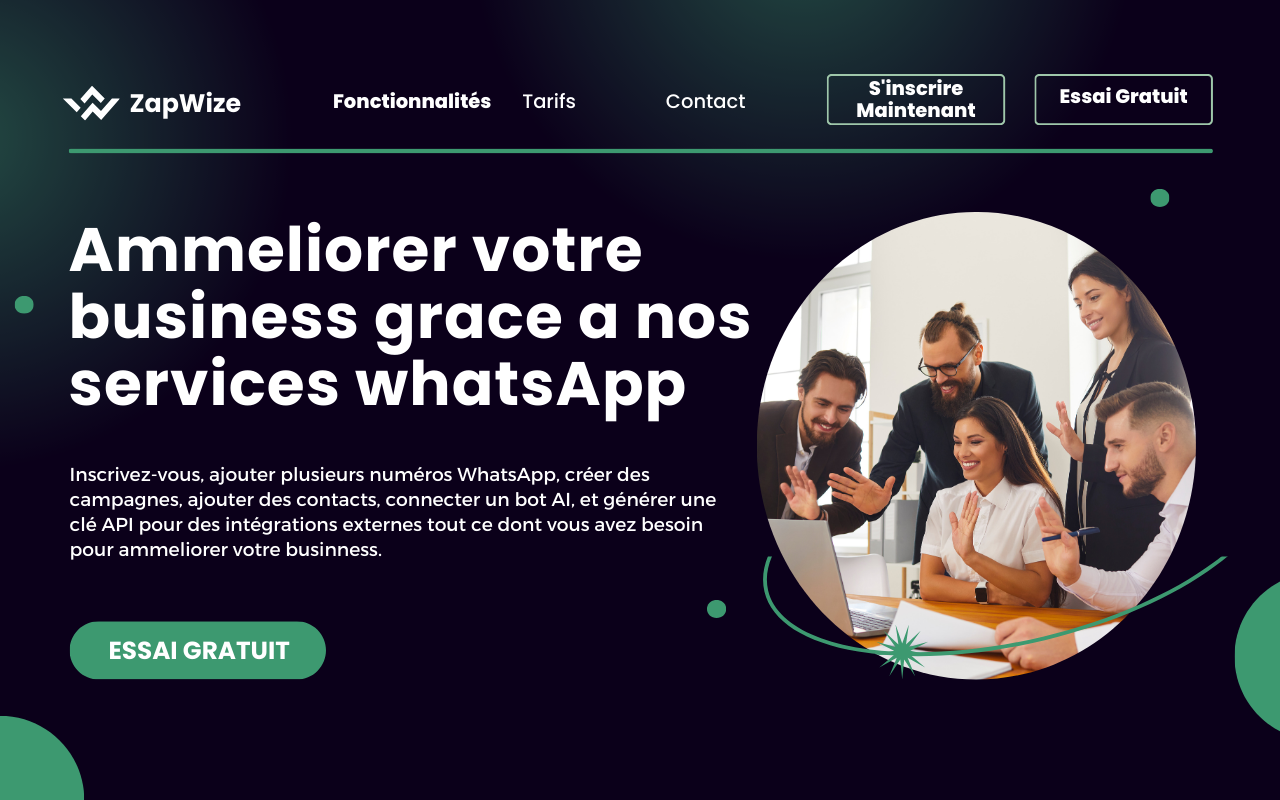 ZapWize
Fonctionnalités
Tarifs
Contact
S'inscrire
Maintenant
Essai Gratuit
Ammeliorer votre
business grace a nos
services whatsApp
Inscrivez-vous, ajouter plusieurs numéros WhatsApp, créer des
campagnes, ajouter des contacts, connecter un bot AI, et générer une
clé API pour des intégrations externes tout ce dont vous avez besoin
pour ammeliorer votre businness.
ESSAI GRATUIT